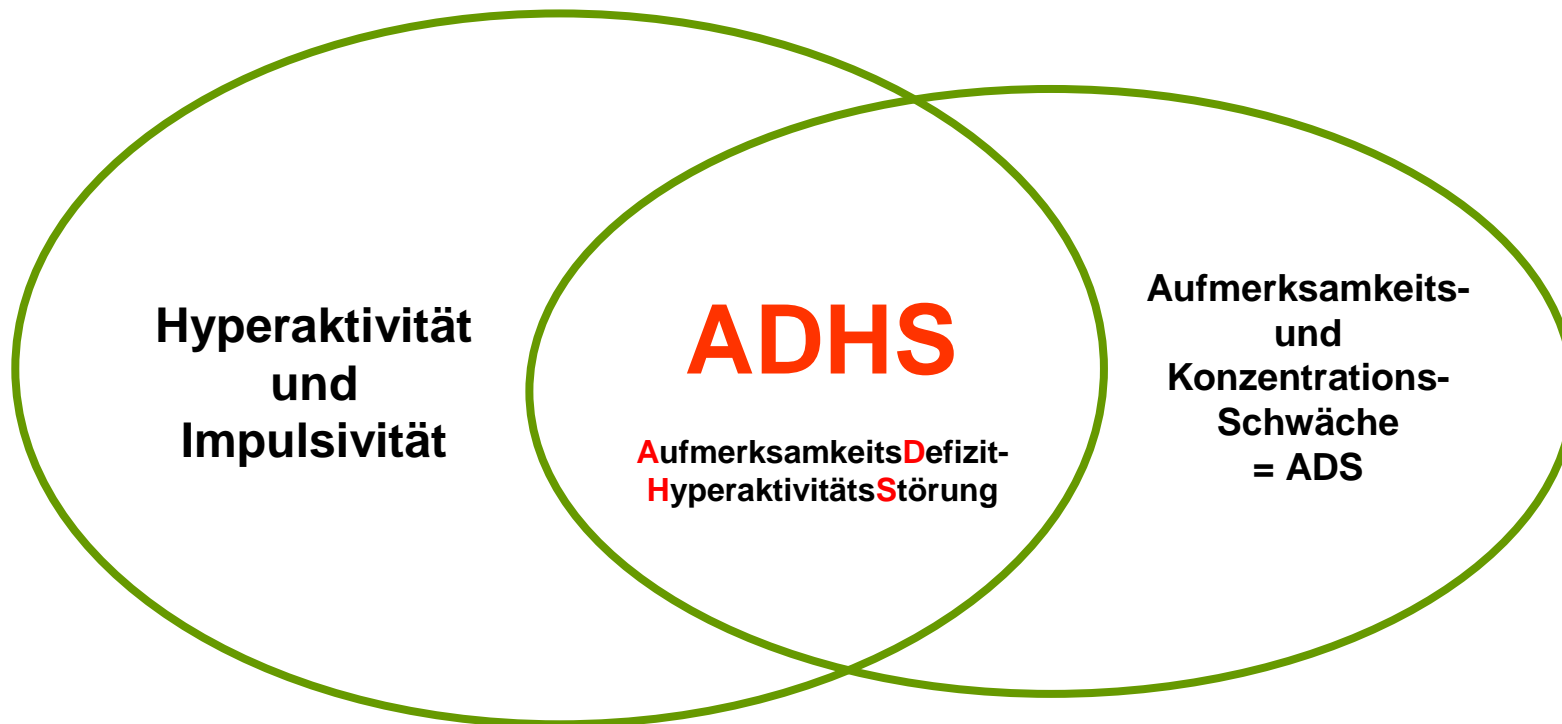 Hyperaktivität
und
Impulsivität
ADHS
AufmerksamkeitsDefizit-
HyperaktivitätsStörung
Aufmerksamkeits-
und
Konzentrations-
Schwäche
= ADS